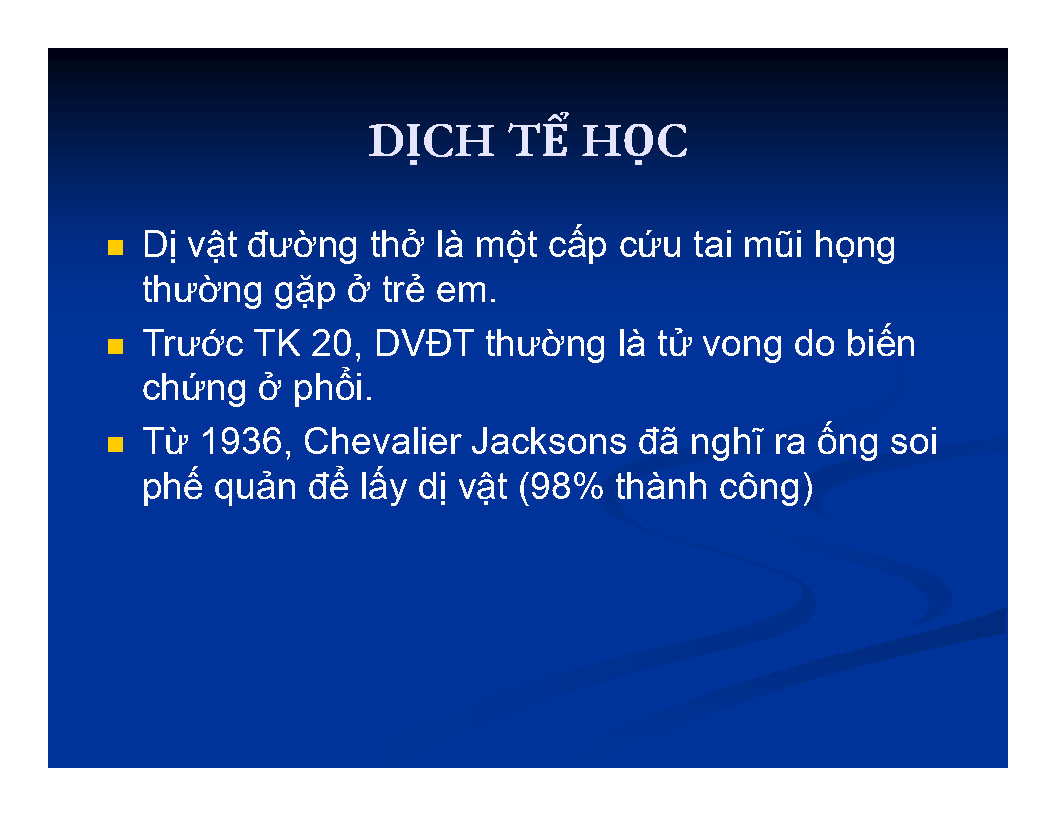 DỊCH TỂ HỌC
Dị vật đường thở là một cấp cứu tai mũi họng
thường gặp ở trẻ em.
Trước TK 20, DVĐT thường là tử vong do biến
chứng ở phổi.
Từ 1936, Chevalier Jacksons đã nghĩ ra ống soi
phế quản để lấy dị vật (98% thành công)